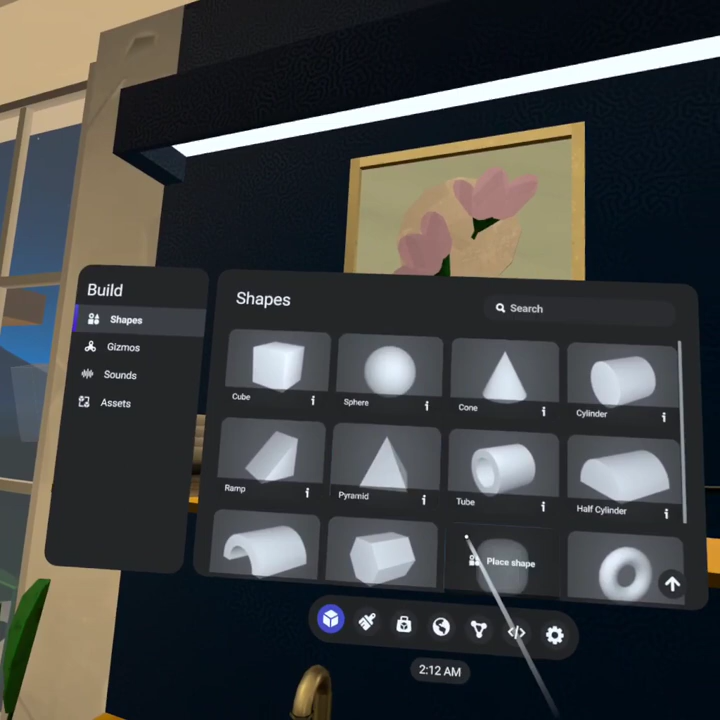 Build
Shapes
Gizmos
Sounds
Assets
Shapes
Search
Cube
Sphere
Cone
Cylinder
Ramp
Pyramid
Tube
Half Cylinder
Place shape
2:12 AM